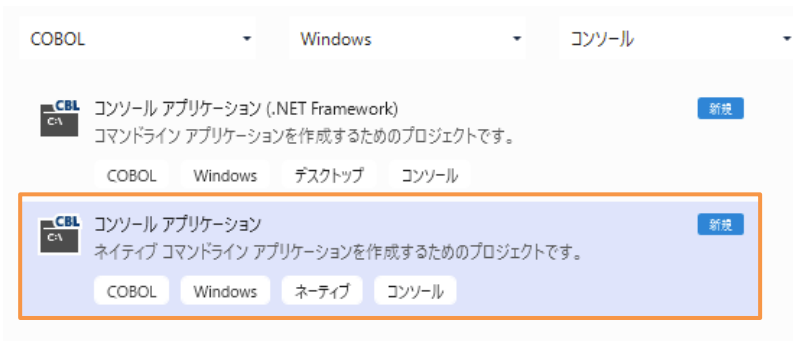 COBOL Windows コンソール
CBL コンソール アプリケーション (.NET Framework) 新規
C:\ コマンドライン アプリケーションを作成するためのプロジェクトです。
COBOL Windows デスクトップ コンソール
CBL コンソール アプリケーション 新規
C:\ ネイティブ コマンドライン アプリケーションを作成するためのプロジェクトです。
COBOL Windows ネーティブ コンソール